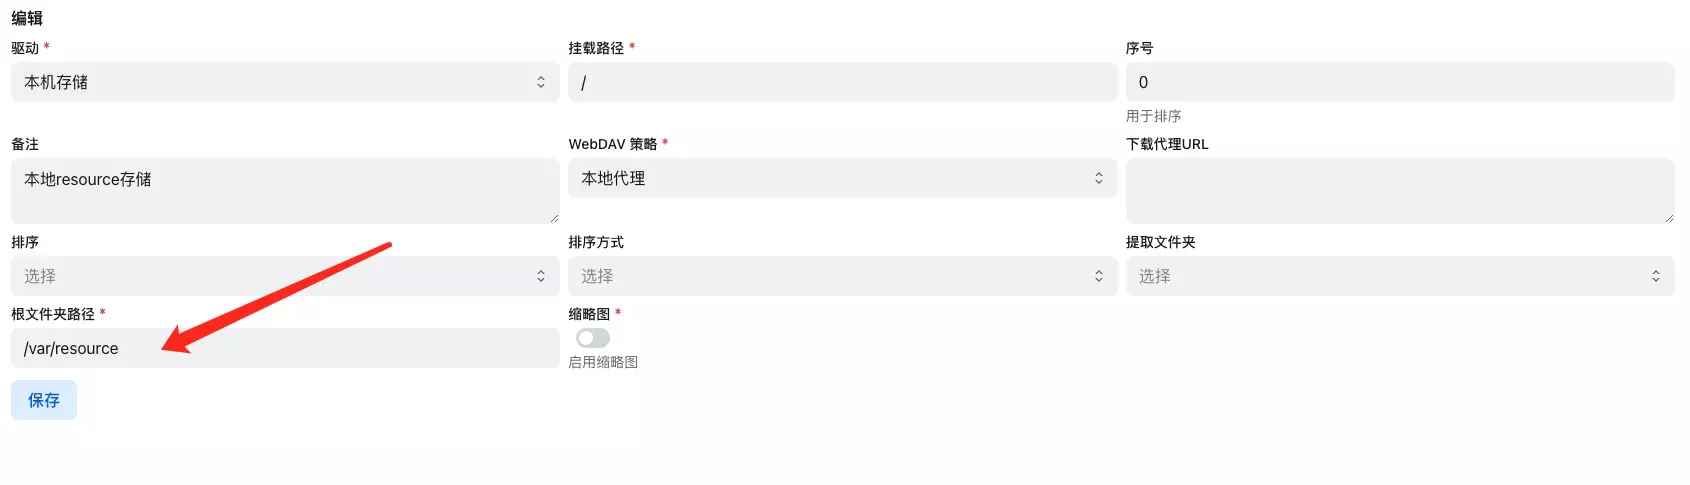 编辑
驱动 * 挂载路径 * 序号
本机存储 / 0
用于排序
备注 WebDAV 策略 * 下载代理URL
本地resource存储 本地代理
排序 排序方式 提取文件夹
选择 选择 选择
根文件夹路径 * 缩略图 *
/var/resource
启用缩略图
保存